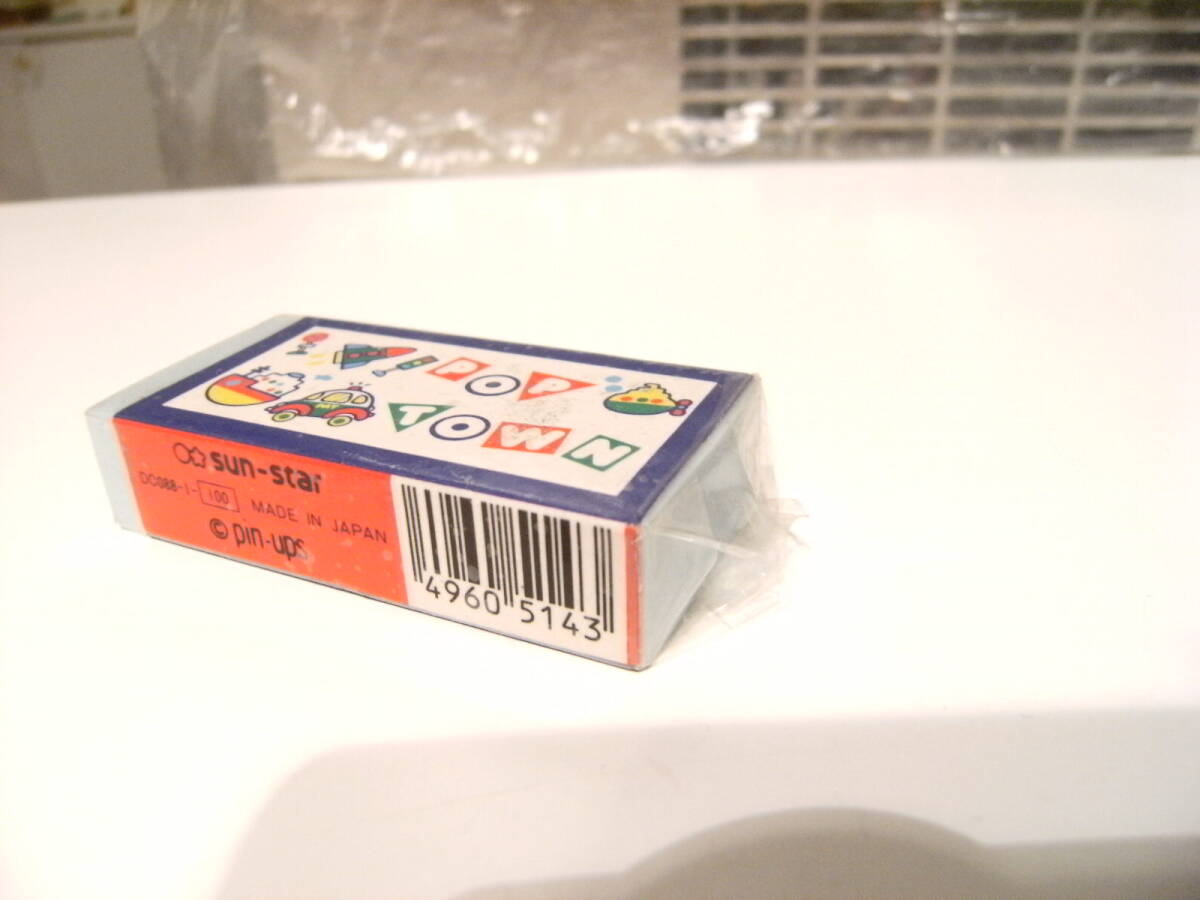 POP
TOWN
sun-star
DC088-1-100 MADE IN JAPAN
© pin-ups
4960 5143